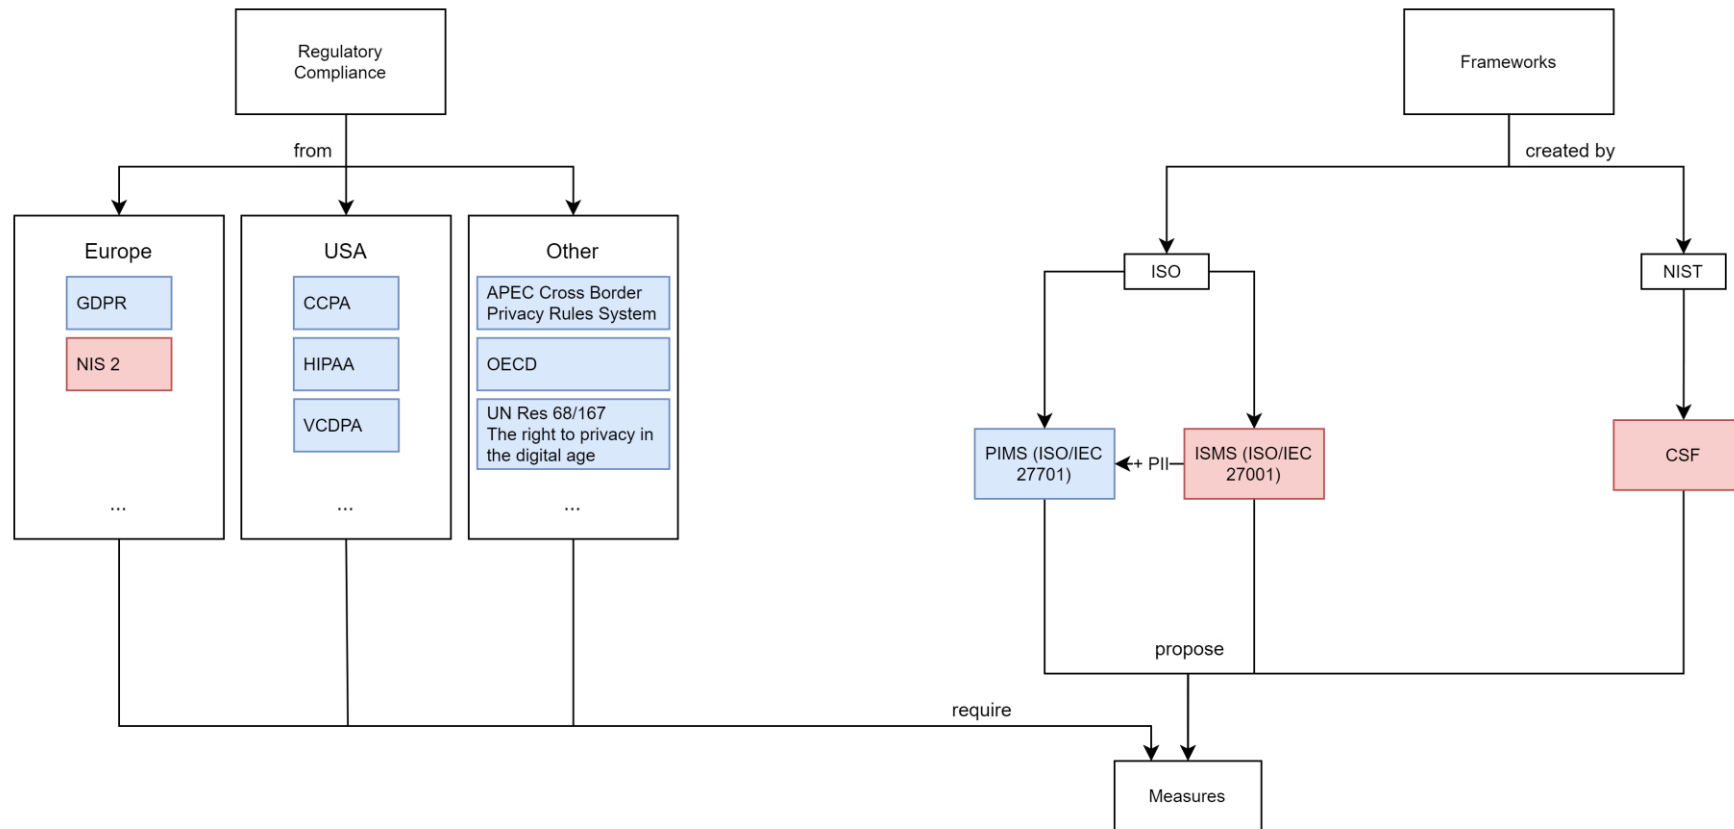 Regulatory
Compliance
Frameworks
from
created by
Europe
GDPR
NIS 2
...
USA
CCPA
HIPAA
VCDPA
...
Other
APEC Cross Border
Privacy Rules System
OECD
UN Res 68/167
The right to privacy in
the digital age
...
ISO
NIST
PIMS (ISO/IEC
27701)
+ PII
ISMS (ISO/IEC
27001)
CSF
propose
require
Measures